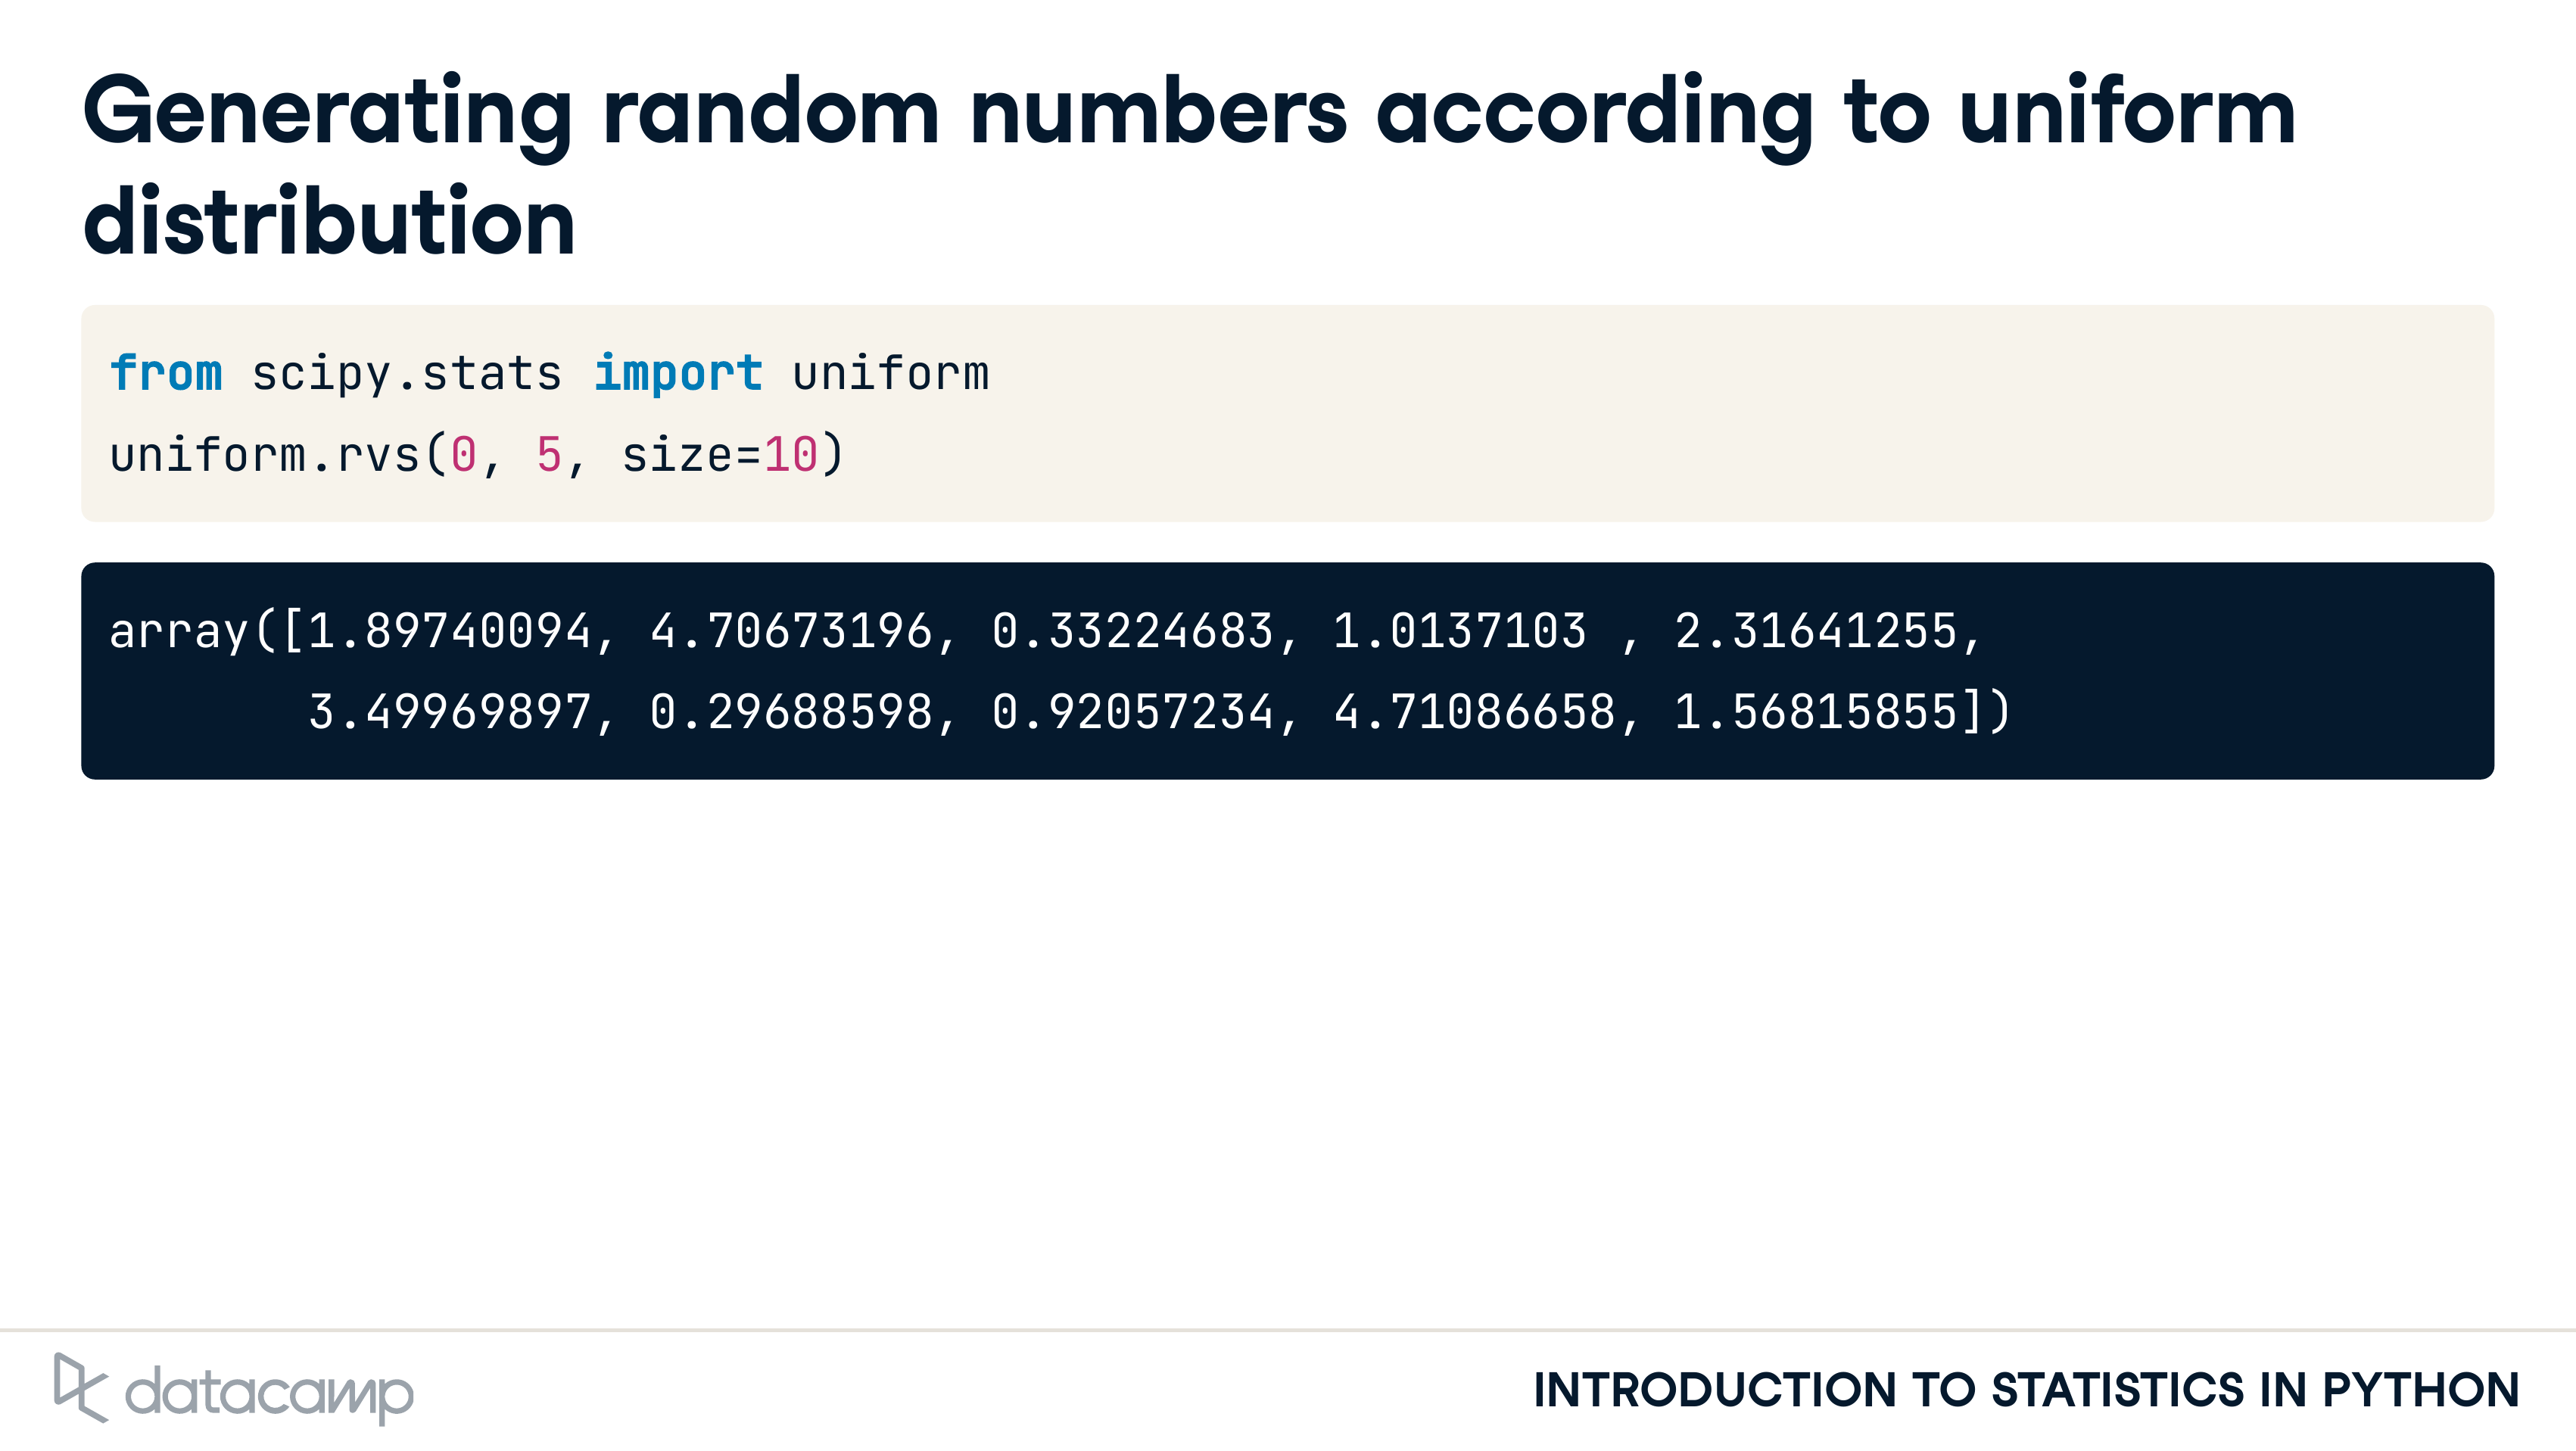 Generating random numbers according to uniform
distribution
from scipy.stats import uniform
uniform.rvs(0, 5, size=10)
array([1.89740094, 4.70673196, 0.33224683, 1.0137103 , 2.31641255,
       3.49969897, 0.29688598, 0.92057234, 4.71086658, 1.56815855])
datacamp
INTRODUCTION TO STATISTICS IN PYTHON